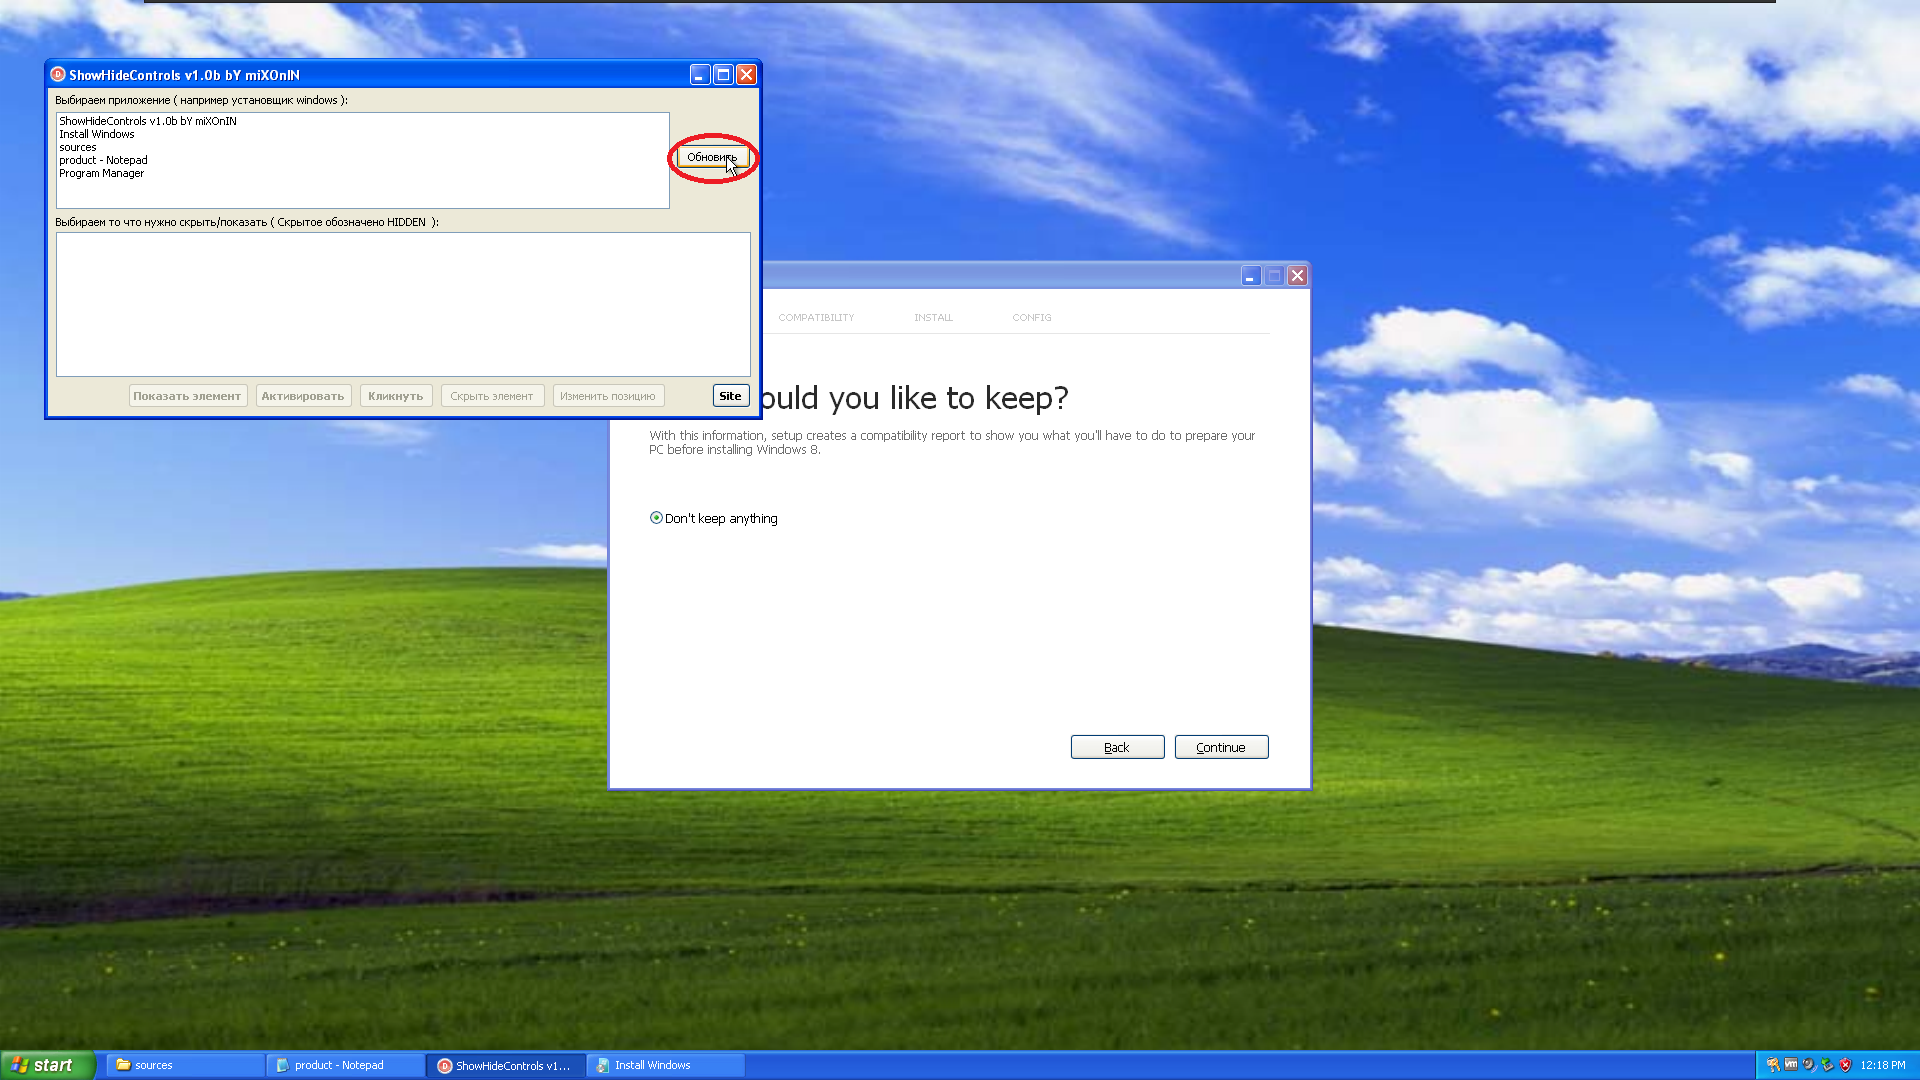 ShowHideControls v1.0b bY miXOnIN
Выбираем приложение ( например установщик windows ):
ShowHideControls v1.0b bY miXOnIN
Install Windows
sources
product - Notepad
Program Manager
Обновить
Выбираем то что нужно скрыть/показать ( Скрытое обозначено HIDDEN ):
Показать элемент
Активировать
Кликнуть
Скрыть элемент
Изменить позицию
Site
COMPATIBILITY
INSTALL
CONFIG
ould you like to keep?
With this information, setup creates a compatibility report to show you what you'll have to do to prepare your
PC before installing Windows 8.
Don't keep anything
Back
Continue
start
sources
product - Notepad
ShowHideControls v1...
Install Windows
12:18 PM